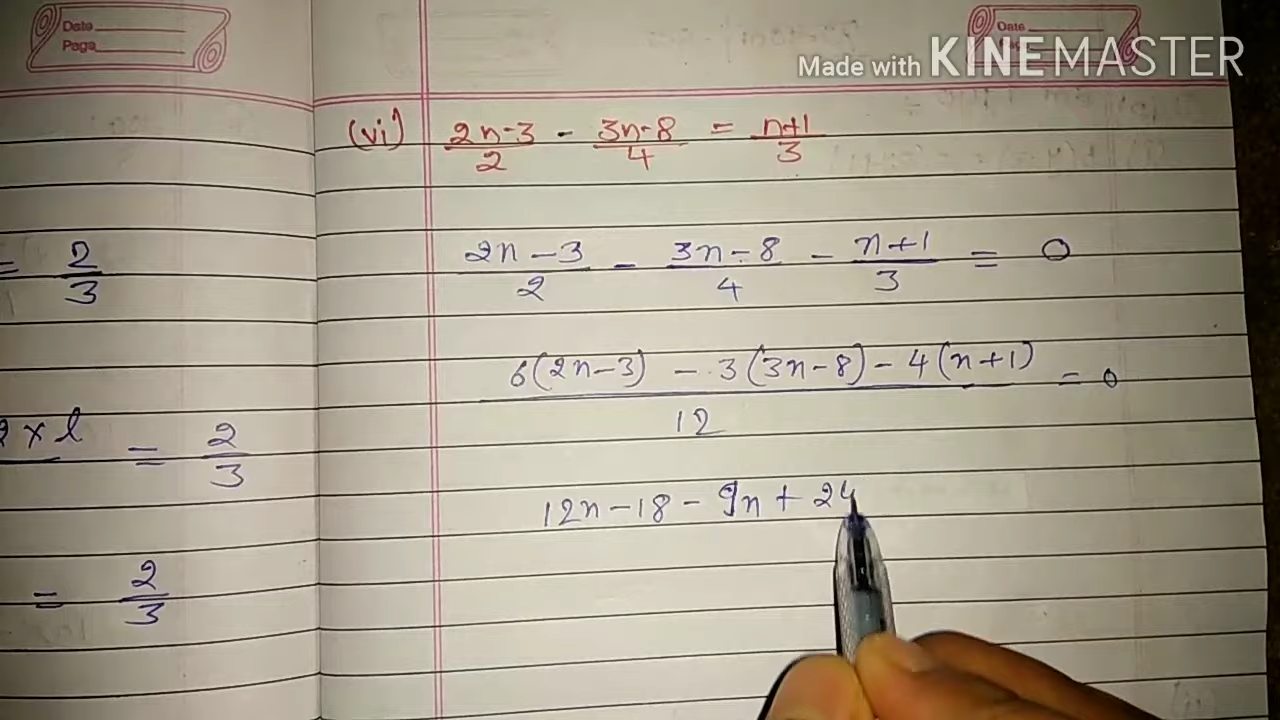 Date
Page
Date
Made with KINEMASTER
= 2/3
2 × l = 2/3
= 2/3
(vi) (2n-3)/2 - (3n-8)/4 = (n+1)/3
(2n-3)/2 - (3n-8)/4 - (n+1)/3 = 0
(6(2n-3) - 3(3n-8) - 4(n+1))/12 = 0
12n-18-9n+24